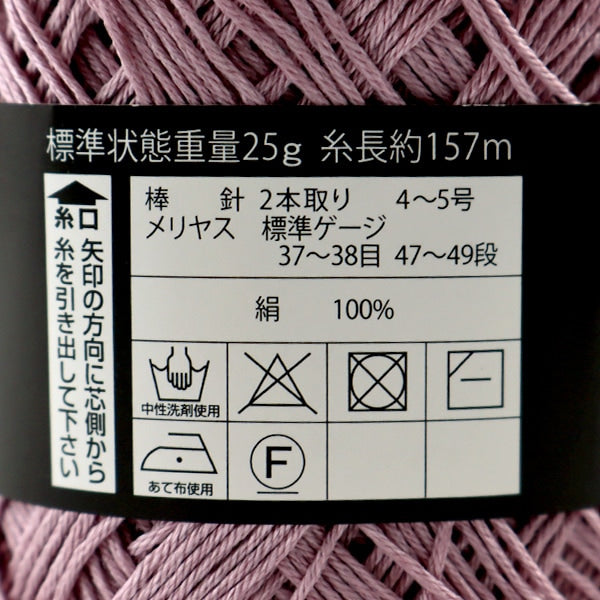 標準状態重量25g 糸長約157m
糸口 矢印の方向に芯側から
糸を引き出して下さい
棒 針 2本取り 4〜5号
メリヤス 標準ゲージ
37〜38目 47〜49段
絹 100%
中性洗剤使用
あて布使用
F